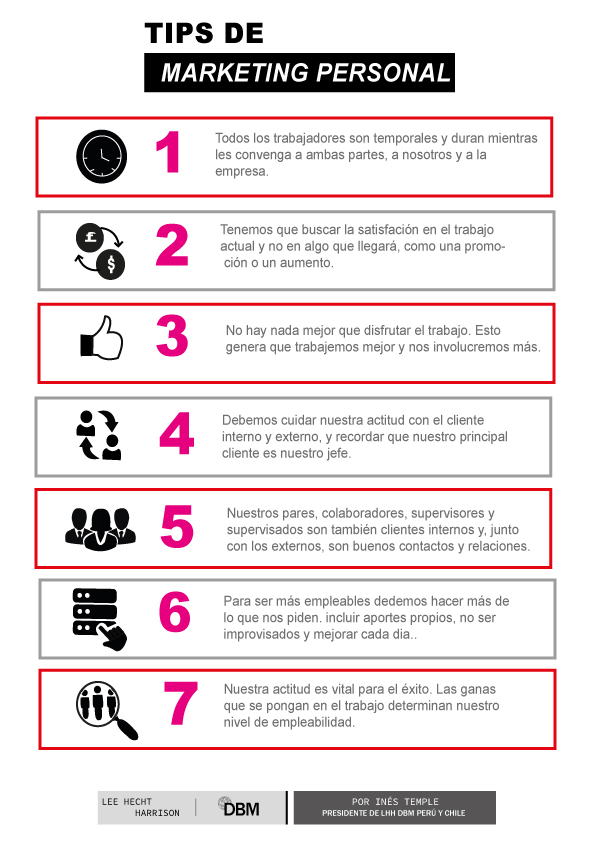 TIPS DE
MARKETING PERSONAL
1
Todos los trabajadores son temporales y duran mientras
les convenga a ambas partes, a nosotros y a la
empresa.
£
$
2
Tenemos que buscar la satisfacción en el trabajo
actual y no en algo que llegará, como una promo-
ción o un aumento.
3
No hay nada mejor que disfrutar el trabajo. Esto
genera que trabajemos mejor y nos involucremos más.
4
Debemos cuidar nuestra actitud con el cliente
interno y externo, y recordar que nuestro principal
cliente es nuestro jefe.
5
Nuestros pares, colaboradores, supervisores y
supervisados son también clientes internos y, junto
con los externos, son buenos contactos y relaciones.
6
Para ser más empleables dedemos hacer más de
lo que nos piden. incluir aportes propios, no ser
improvisados y mejorar cada dia..
7
Nuestra actitud es vital para el éxito. Las ganas
que se pongan en el trabajo determinan nuestro
nivel de empleabilidad.
LEE HECHT
HARRISON
DBM
POR INÉS TEMPLE
PRESIDENTE DE LHH DBM PERÚ Y CHILE